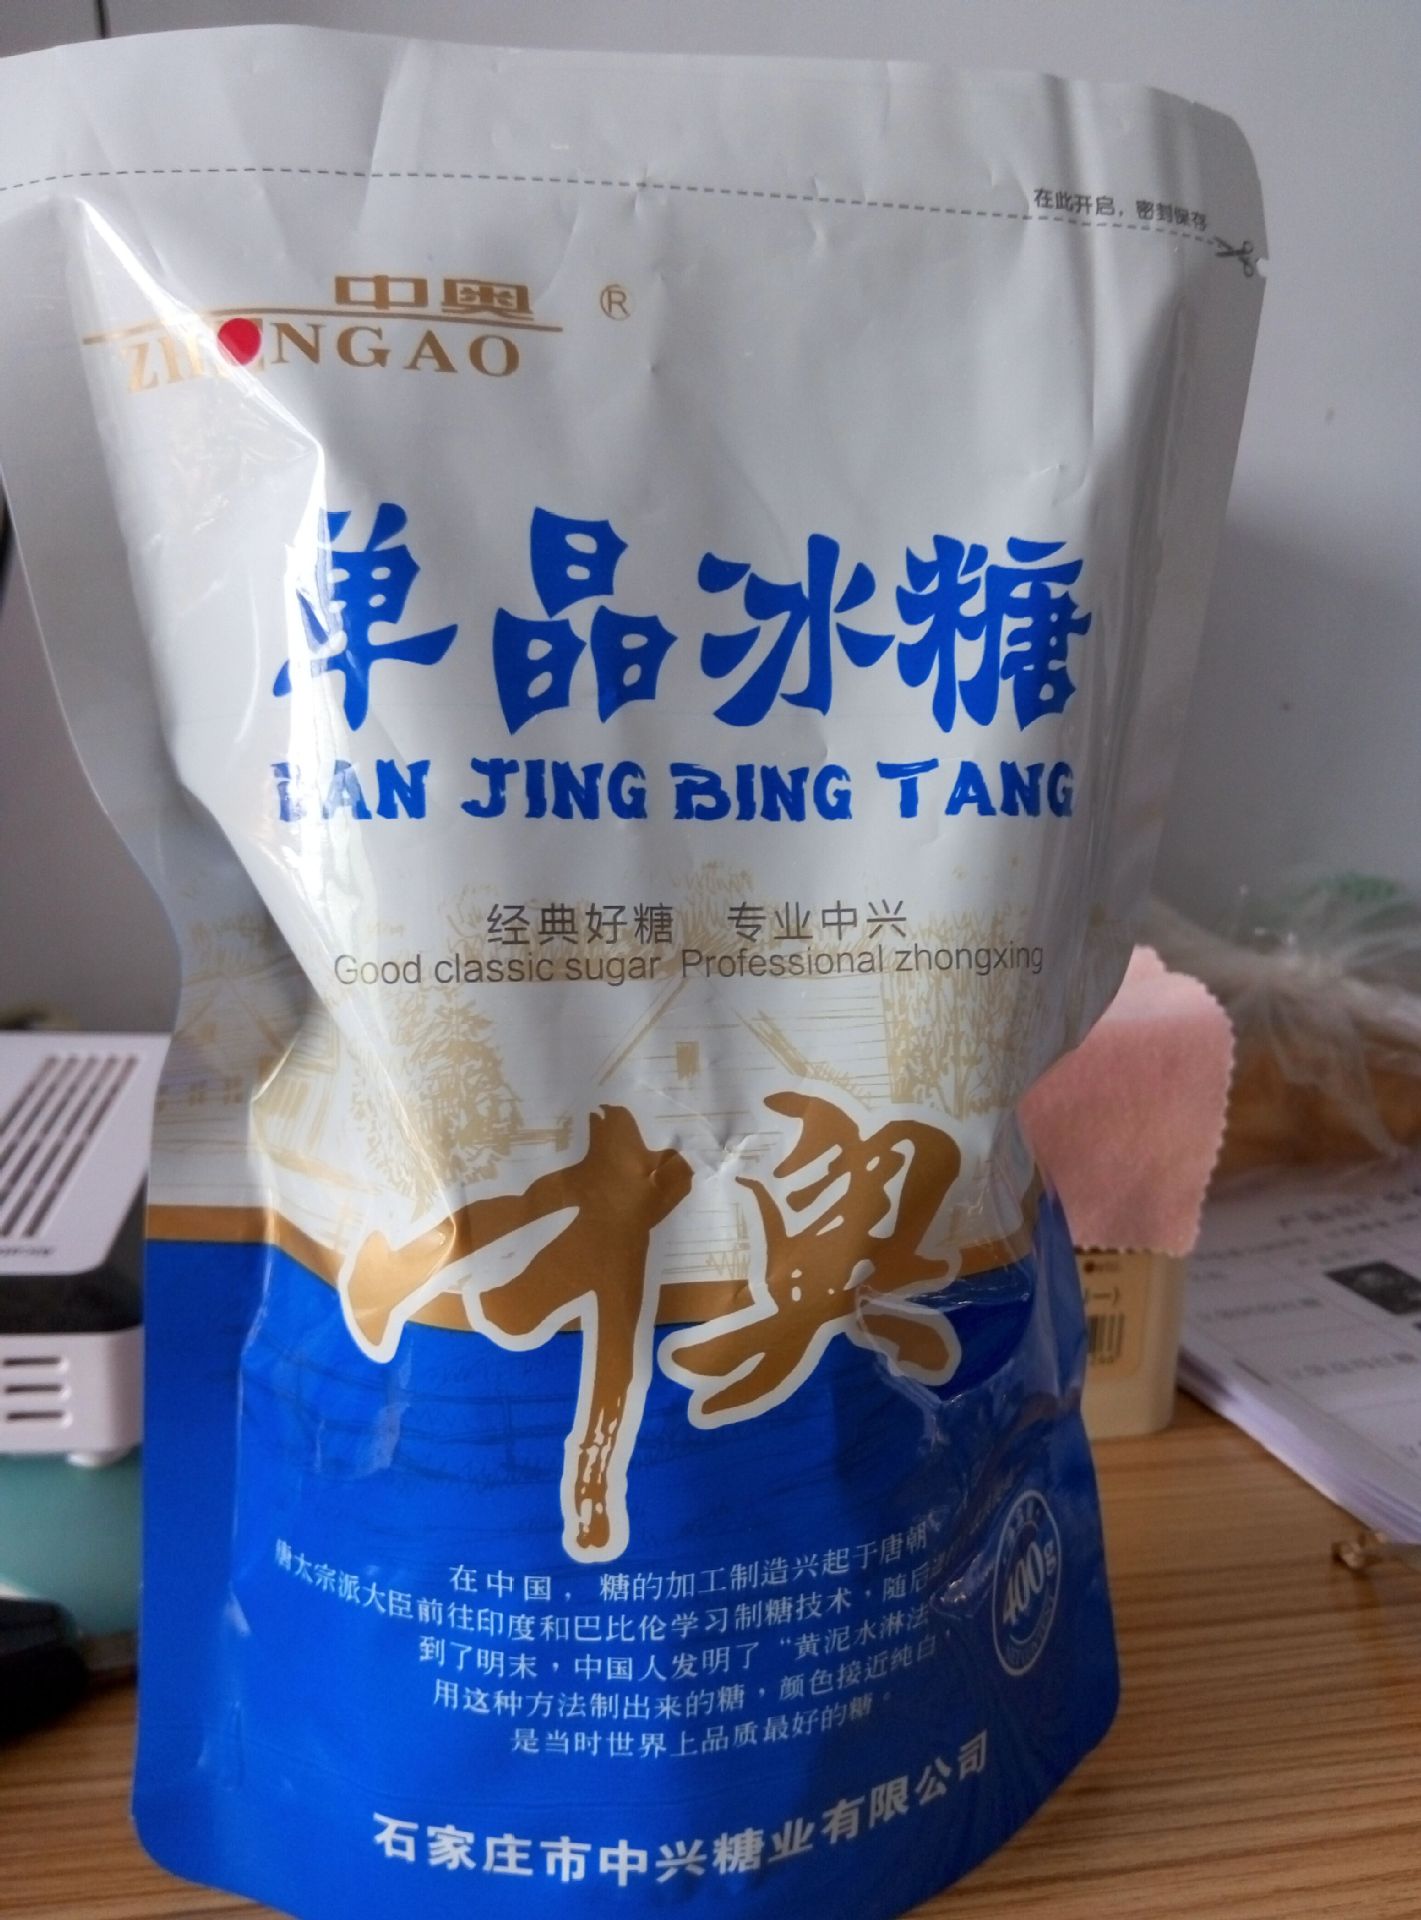 在此开启，密封保存
中奥
ZHONGAO
®
单晶冰糖
DAN JING BING TANG
经典好糖 专业中兴
Good classic sugar Professional zhongxing
中奥
在中国，糖的加工制造兴起于唐朝
唐太宗派大臣前往印度和巴比伦学习制糖技术，随后
到了明末，中国人发明了“黄泥水淋法
用这种方法制出来的糖，颜色接近纯白，
是当时世界上品质最好的糖。
400g
石家庄市中兴糖业有限公司